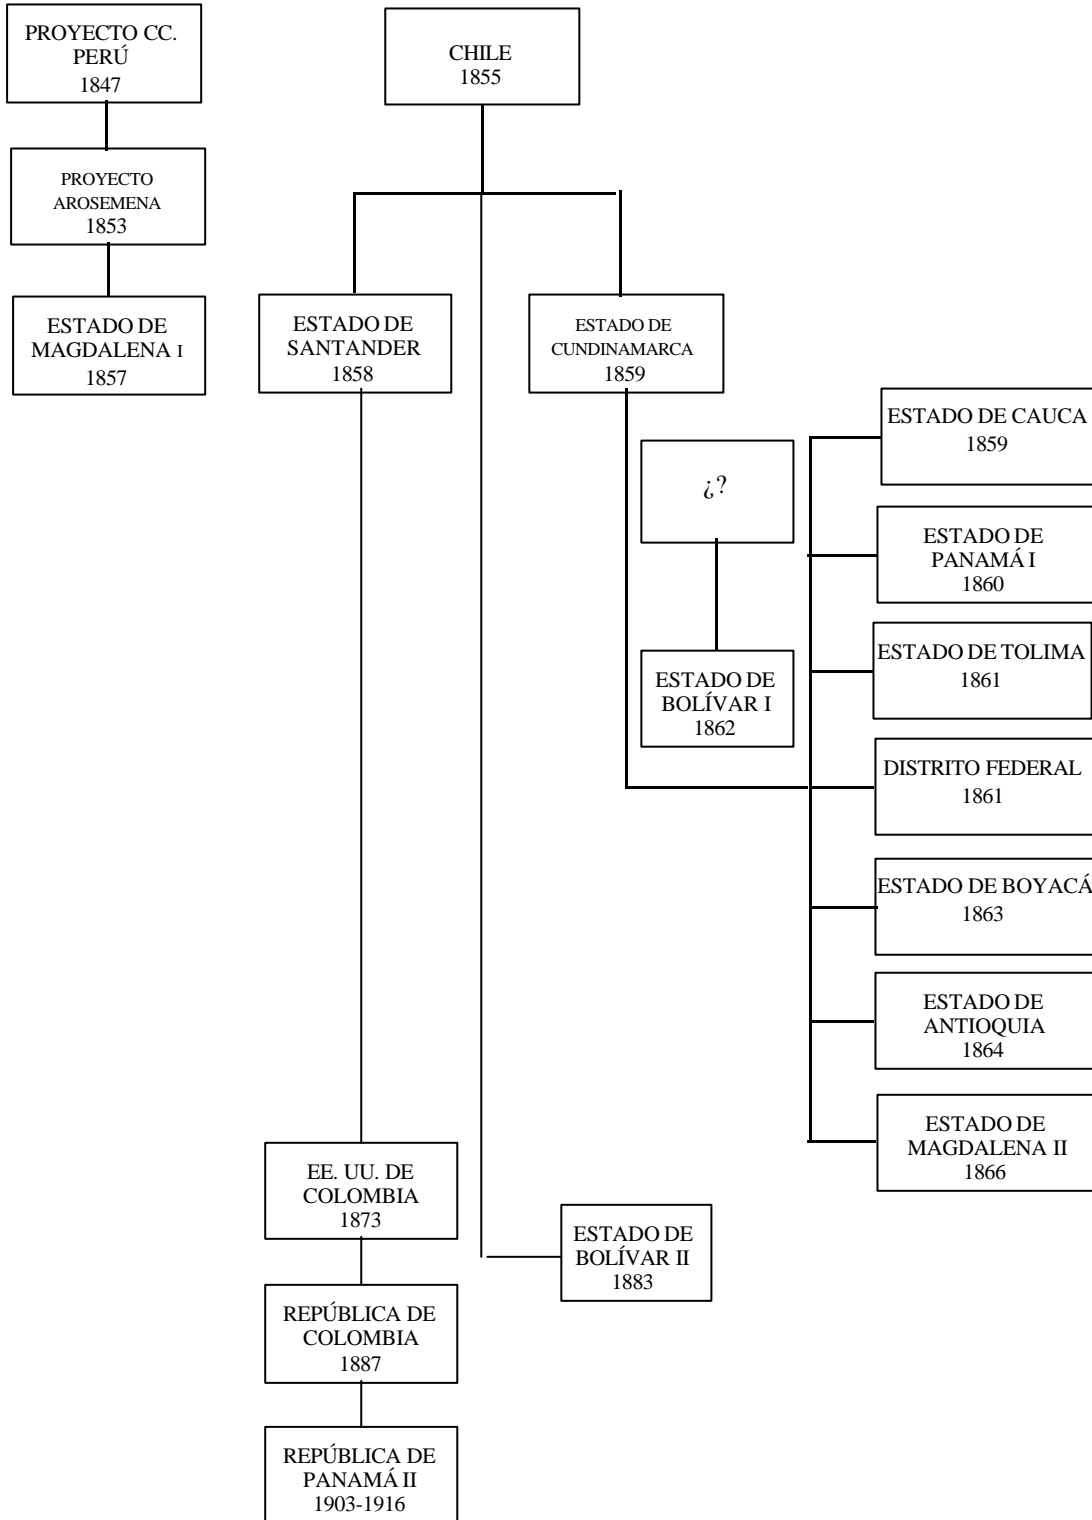 PROYECTO CC.
PERÚ
1847
CHILE
1855
PROYECTO
AROSEMENA
1853
ESTADO DE
MAGDALENA I
1857
ESTADO DE
SANTANDER
1858
ESTADO DE
CUNDINAMARCA
1859
ESTADO DE CAUCA
1859
¿?
ESTADO DE
PANAMÁ I
1860
ESTADO DE TOLIMA
1861
ESTADO DE
BOLÍVAR I
1862
DISTRITO FEDERAL
1861
ESTADO DE BOYACÁ
1863
ESTADO DE
ANTIOQUIA
1864
ESTADO DE
MAGDALENA II
1866
EE. UU. DE
COLOMBIA
1873
ESTADO DE
BOLÍVAR II
1883
REPÚBLICA DE
COLOMBIA
1887
REPÚBLICA DE
PANAMÁ II
1903-1916